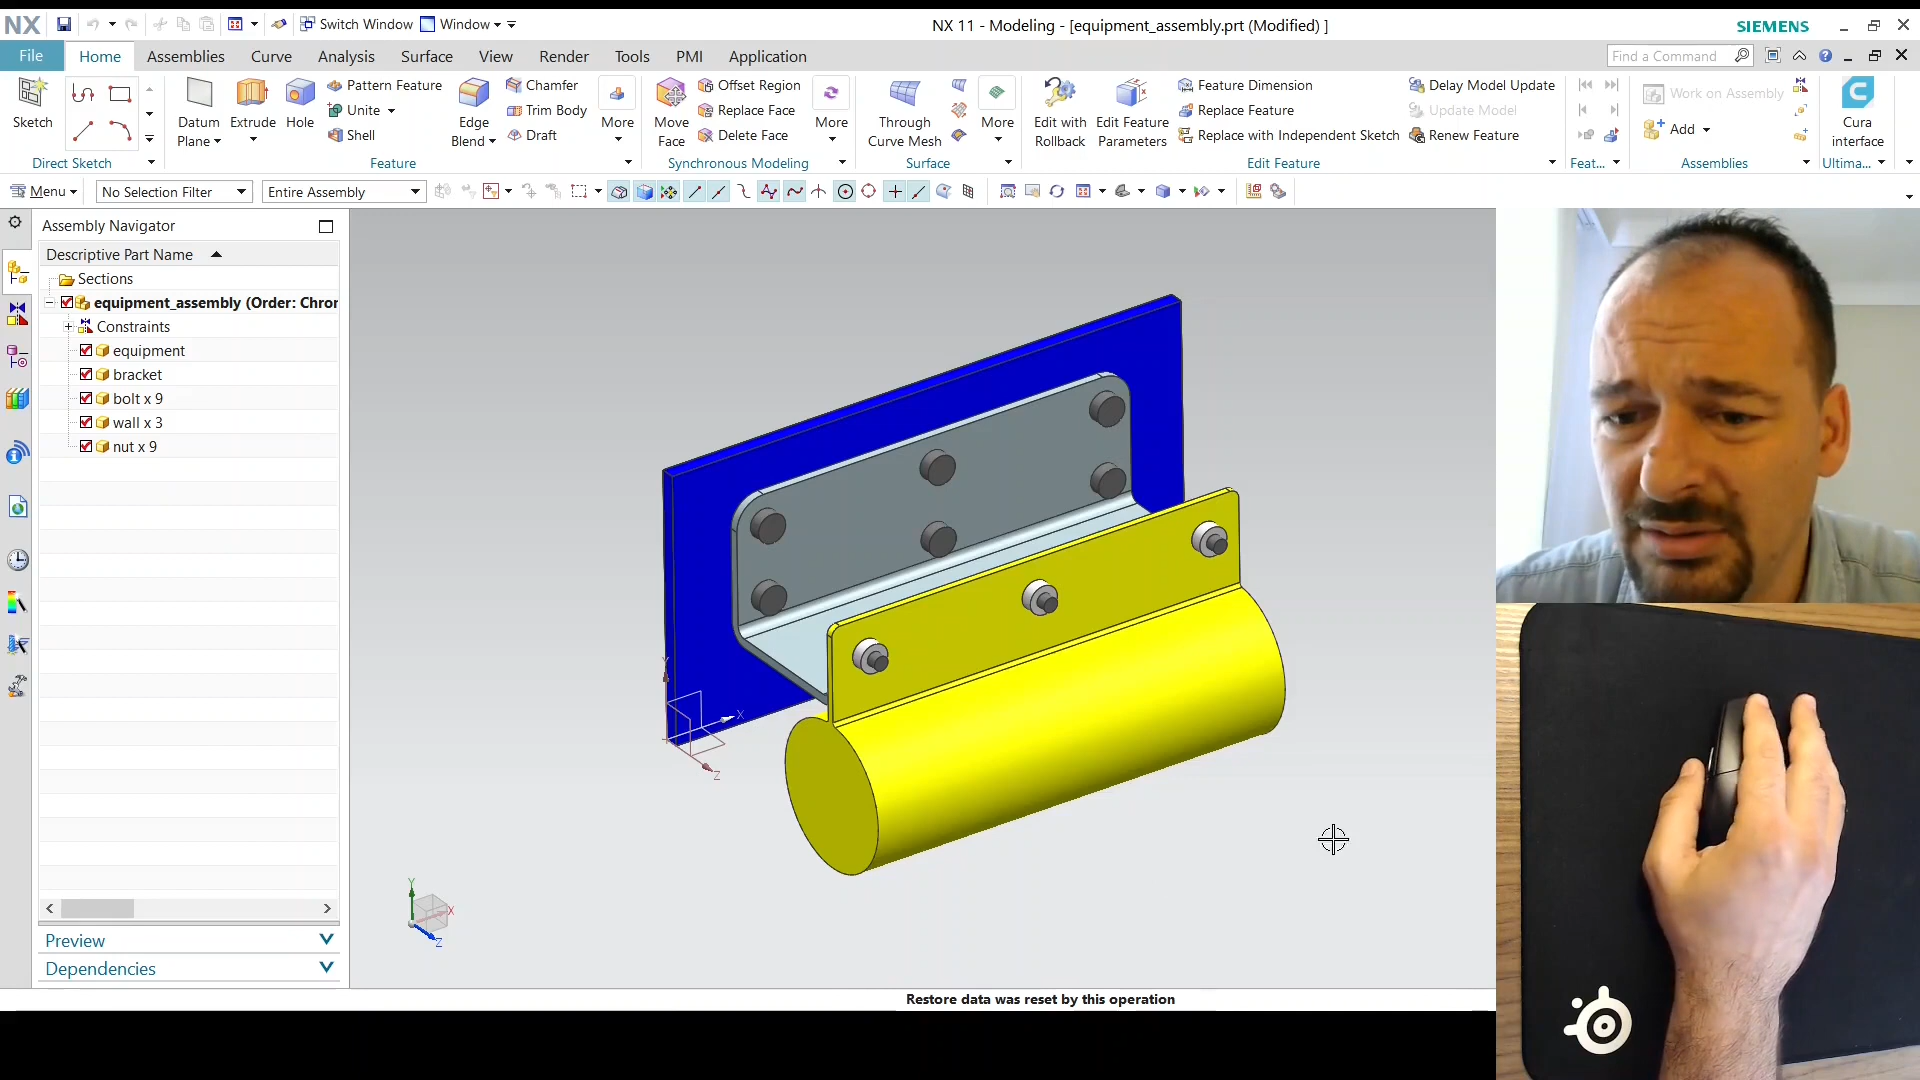 NX
Switch Window
Window
NX 11 - Modeling - [equipment_assembly.prt (Modified) ]
SIEMENS
File
Home
Assemblies
Curve
Analysis
Surface
View
Render
Tools
PMI
Application
Find a Command
Sketch
Direct Sketch
Datum
Plane
Extrude
Hole
Pattern Feature
Unite
Shell
Edge
Blend
Chamfer
Trim Body
Draft
More
Feature
Move
Face
Offset Region
Replace Face
Delete Face
More
Synchronous Modeling
Through
Curve Mesh
More
Surface
Edit with
Rollback
Edit Feature
Parameters
Feature Dimension
Replace Feature
Replace with Independent Sketch
Delay Model Update
Update Model
Renew Feature
Edit Feature
Feat...
Work on Assembly
Add
Assemblies
Cura
interface
Ultima...
Menu
No Selection Filter
Entire Assembly
Assembly Navigator
Descriptive Part Name
Sections
equipment_assembly (Order: Chror
Constraints
equipment
bracket
bolt x 9
wall x 3
nut x 9
Preview
Dependencies
Y
X
Z
Y
X
Z
Restore data was reset by this operation